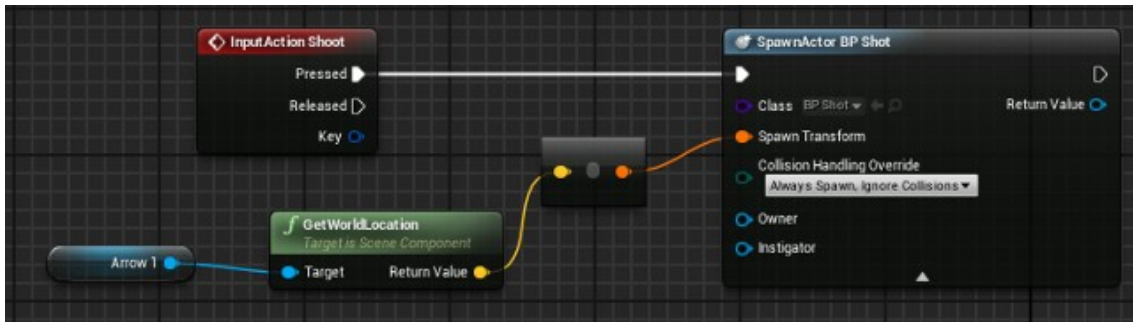 InputAction Shoot
Pressed
Released
Key
Arrow 1
f GetWorldLocation
Target is Scene Component
Target
Return Value
SpawnActor BP Shot
Class BP Shot
Return Value
Spawn Transform
Collision Handling Override
Always Spawn, Ignore Collisions
Owner
Instigator